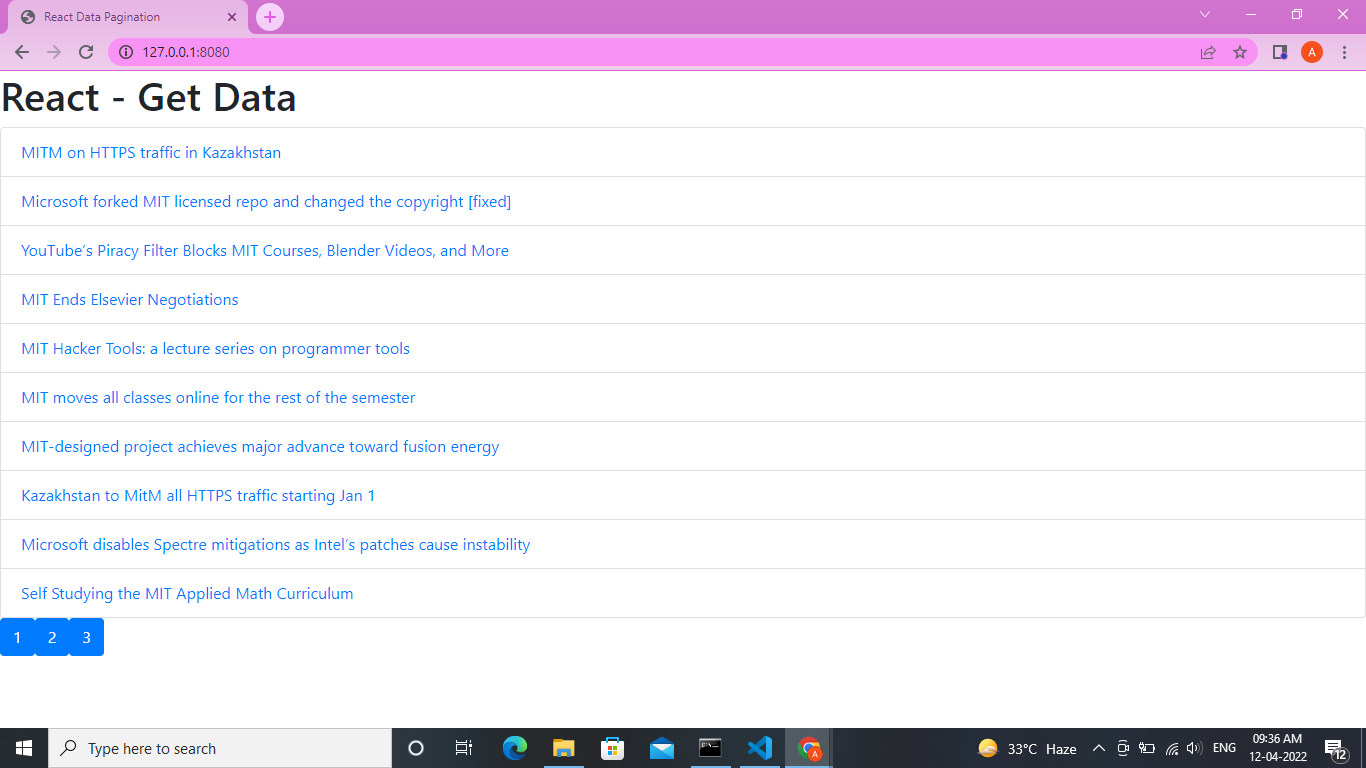 React Data Pagination
127.0.0.1:8080
A
React - Get Data
MITM on HTTPS traffic in Kazakhstan
Microsoft forked MIT licensed repo and changed the copyright [fixed]
YouTube's Piracy Filter Blocks MIT Courses, Blender Videos, and More
MIT Ends Elsevier Negotiations
MIT Hacker Tools: a lecture series on programmer tools
MIT moves all classes online for the rest of the semester
MIT-designed project achieves major advance toward fusion energy
Kazakhstan to MitM all HTTPS traffic starting Jan 1
Microsoft disables Spectre mitigations as Intel's patches cause instability
Self Studying the MIT Applied Math Curriculum
1 2 3
Type here to search
A
33°C Haze
ENG
09:36 AM
12-04-2022
12